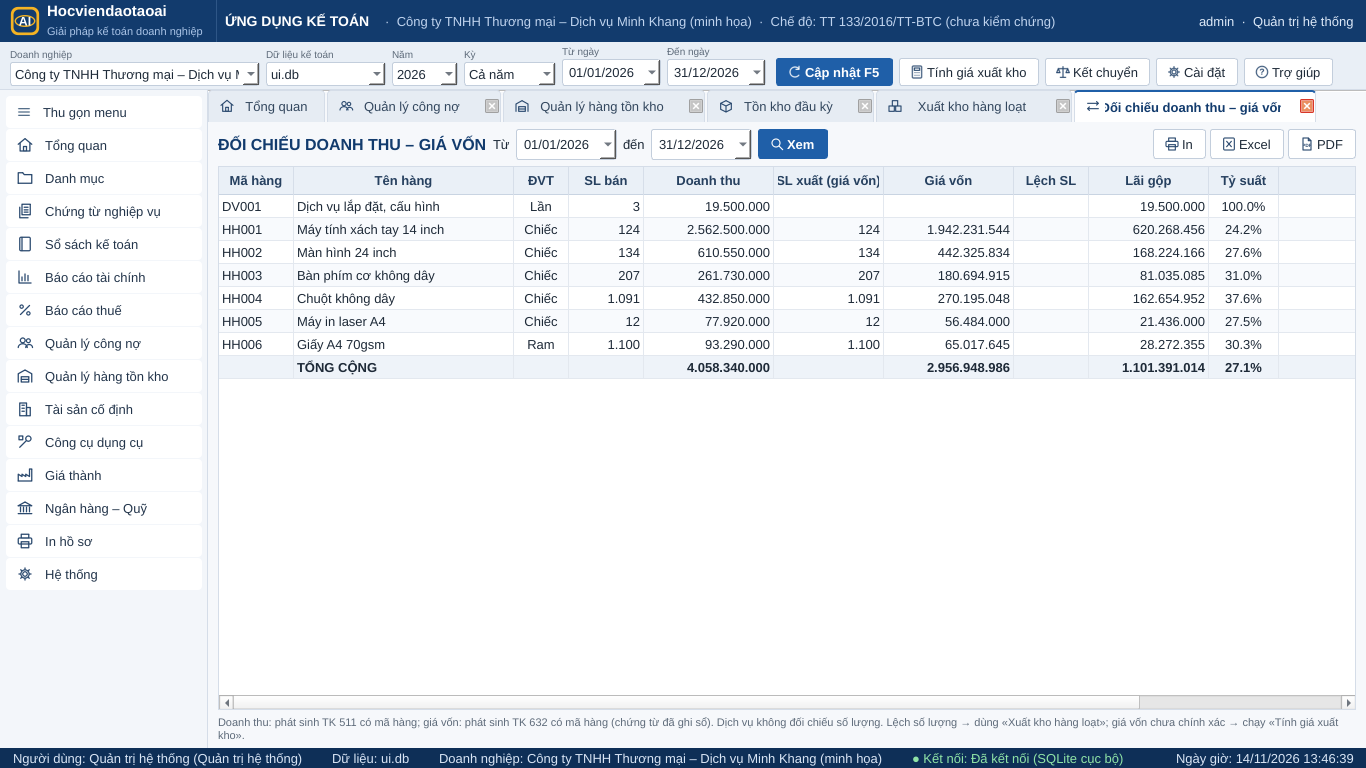 Hocviendaotaoai
Giải pháp kế toán doanh nghiệp
ỨNG DỤNG KẾ TOÁN · Công ty TNHH Thương mại – Dịch vụ Minh Khang (minh họa) · Chế độ: TT 133/2016/TT-BTC (chưa kiểm chứng)
admin · Quản trị hệ thống
Doanh nghiệp Dữ liệu kế toán Năm Kỳ Từ ngày Đến ngày
Công ty TNHH Thương mại – Dịch vụ ui.db 2026 Cả năm 01/01/2026 31/12/2026 Cập nhật F5 Tính giá xuất kho Kết chuyển Cài đặt Trợ giúp
Thu gọn menu
Tổng quan
Danh mục
Chứng từ nghiệp vụ
Sổ sách kế toán
Báo cáo tài chính
Báo cáo thuế
Quản lý công nợ
Quản lý hàng tồn kho
Tài sản cố định
Công cụ dụng cụ
Giá thành
Ngân hàng – Quỹ
In hồ sơ
Hệ thống
Tổng quan Quản lý công nợ Quản lý hàng tồn kho Tồn kho đầu kỳ Xuất kho hàng loạt Đối chiếu doanh thu – giá vốn
ĐỐI CHIẾU DOANH THU – GIÁ VỐN Từ 01/01/2026 đến 31/12/2026 Xem In Excel PDF
Mã hàng Tên hàng ĐVT SL bán Doanh thu SL xuất (giá vốn) Giá vốn Lệch SL Lãi gộp Tỷ suất
DV001 Dịch vụ lắp đặt, cấu hình Lần 3 19.500.000 19.500.000 100.0%
HH001 Máy tính xách tay 14 inch Chiếc 124 2.562.500.000 124 1.942.231.544 620.268.456 24.2%
HH002 Màn hình 24 inch Chiếc 134 610.550.000 134 442.325.834 168.224.166 27.6%
HH003 Bàn phím cơ không dây Chiếc 207 261.730.000 207 180.694.915 81.035.085 31.0%
HH004 Chuột không dây Chiếc 1.091 432.850.000 1.091 270.195.048 162.654.952 37.6%
HH005 Máy in laser A4 Chiếc 12 77.920.000 12 56.484.000 21.436.000 27.5%
HH006 Giấy A4 70gsm Ram 1.100 93.290.000 1.100 65.017.645 28.272.355 30.3%
TỔNG CỘNG 4.058.340.000 2.956.948.986 1.101.391.014 27.1%
Doanh thu: phát sinh TK 511 có mã hàng; giá vốn: phát sinh TK 632 có mã hàng (chứng từ đã ghi sổ). Dịch vụ không đối chiếu số lượng. Lệch số lượng → dùng «Xuất kho hàng loạt»; giá vốn chưa chính xác → chạy «Tính giá xuất
kho».
Người dùng: Quản trị hệ thống (Quản trị hệ thống) Dữ liệu: ui.db Doanh nghiệp: Công ty TNHH Thương mại – Dịch vụ Minh Khang (minh họa) ● Kết nối: Đã kết nối (SQLite cục bộ) Ngày giờ: 14/11/2026 13:46:39